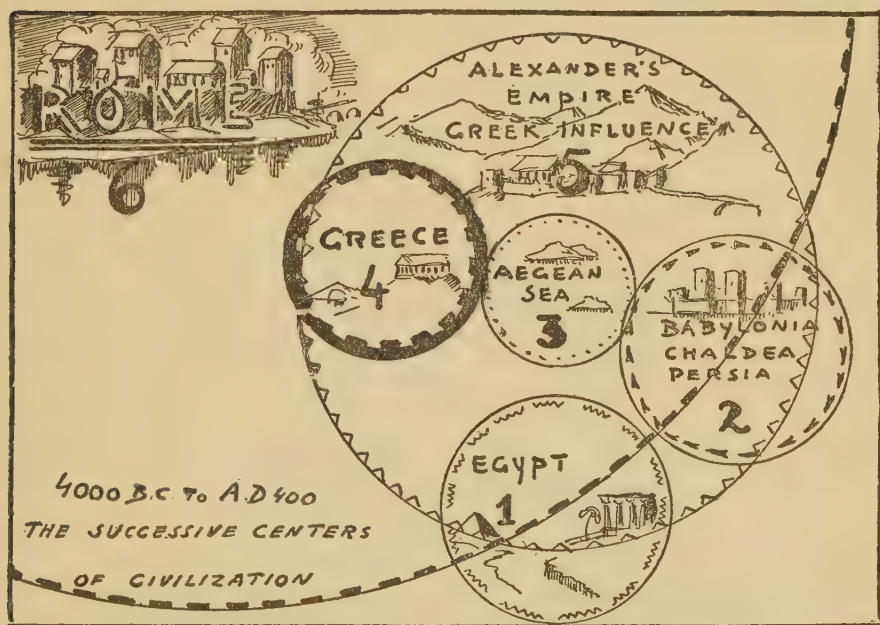 ROME
6
ALEXANDER'S
EMPIRE
GREEK INFLUENCE
5
GREECE
4
AEGEAN
SEA
3
BABYLONIA
CHALDEA
PERSIA
2
EGYPT
1
4000 B.C. TO A.D 400
THE SUCCESSIVE CENTERS
OF CIVILIZATION